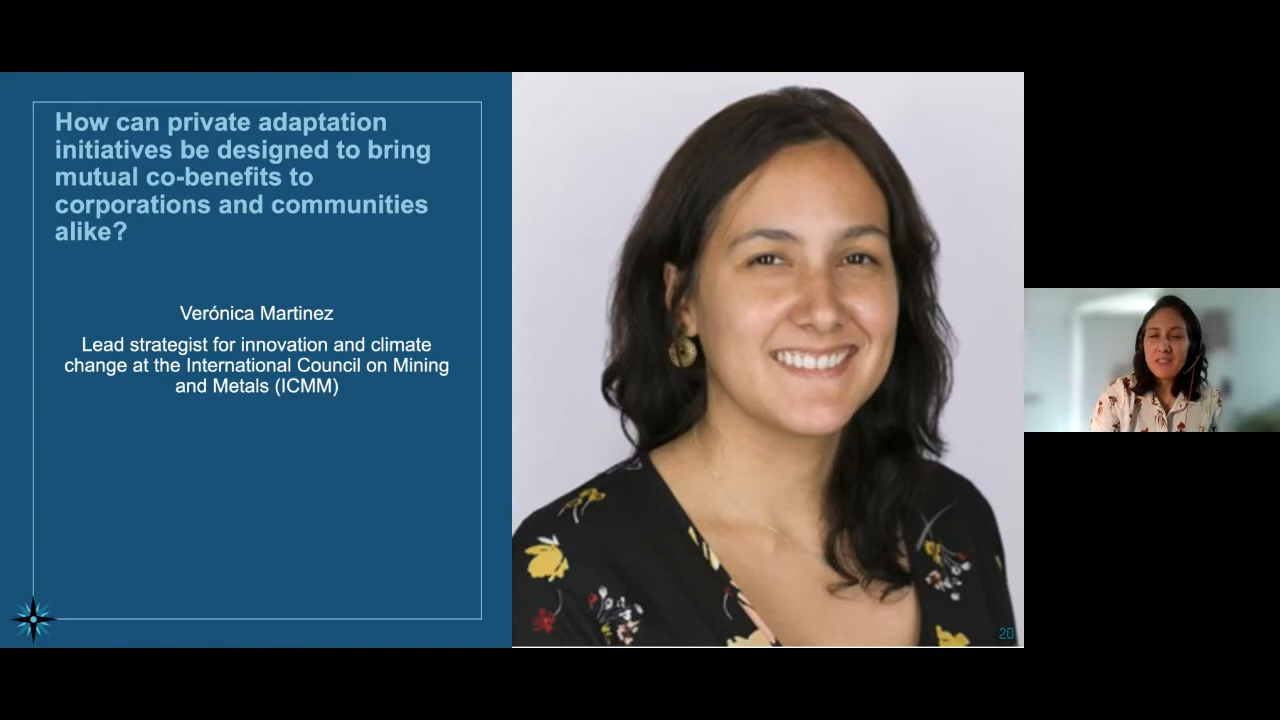 How can private adaptation
initiatives be designed to bring
mutual co-benefits to
corporations and communities
alike?
Verónica Martinez
Lead strategist for innovation and climate
change at the International Council on Mining
and Metals (ICMM)
20